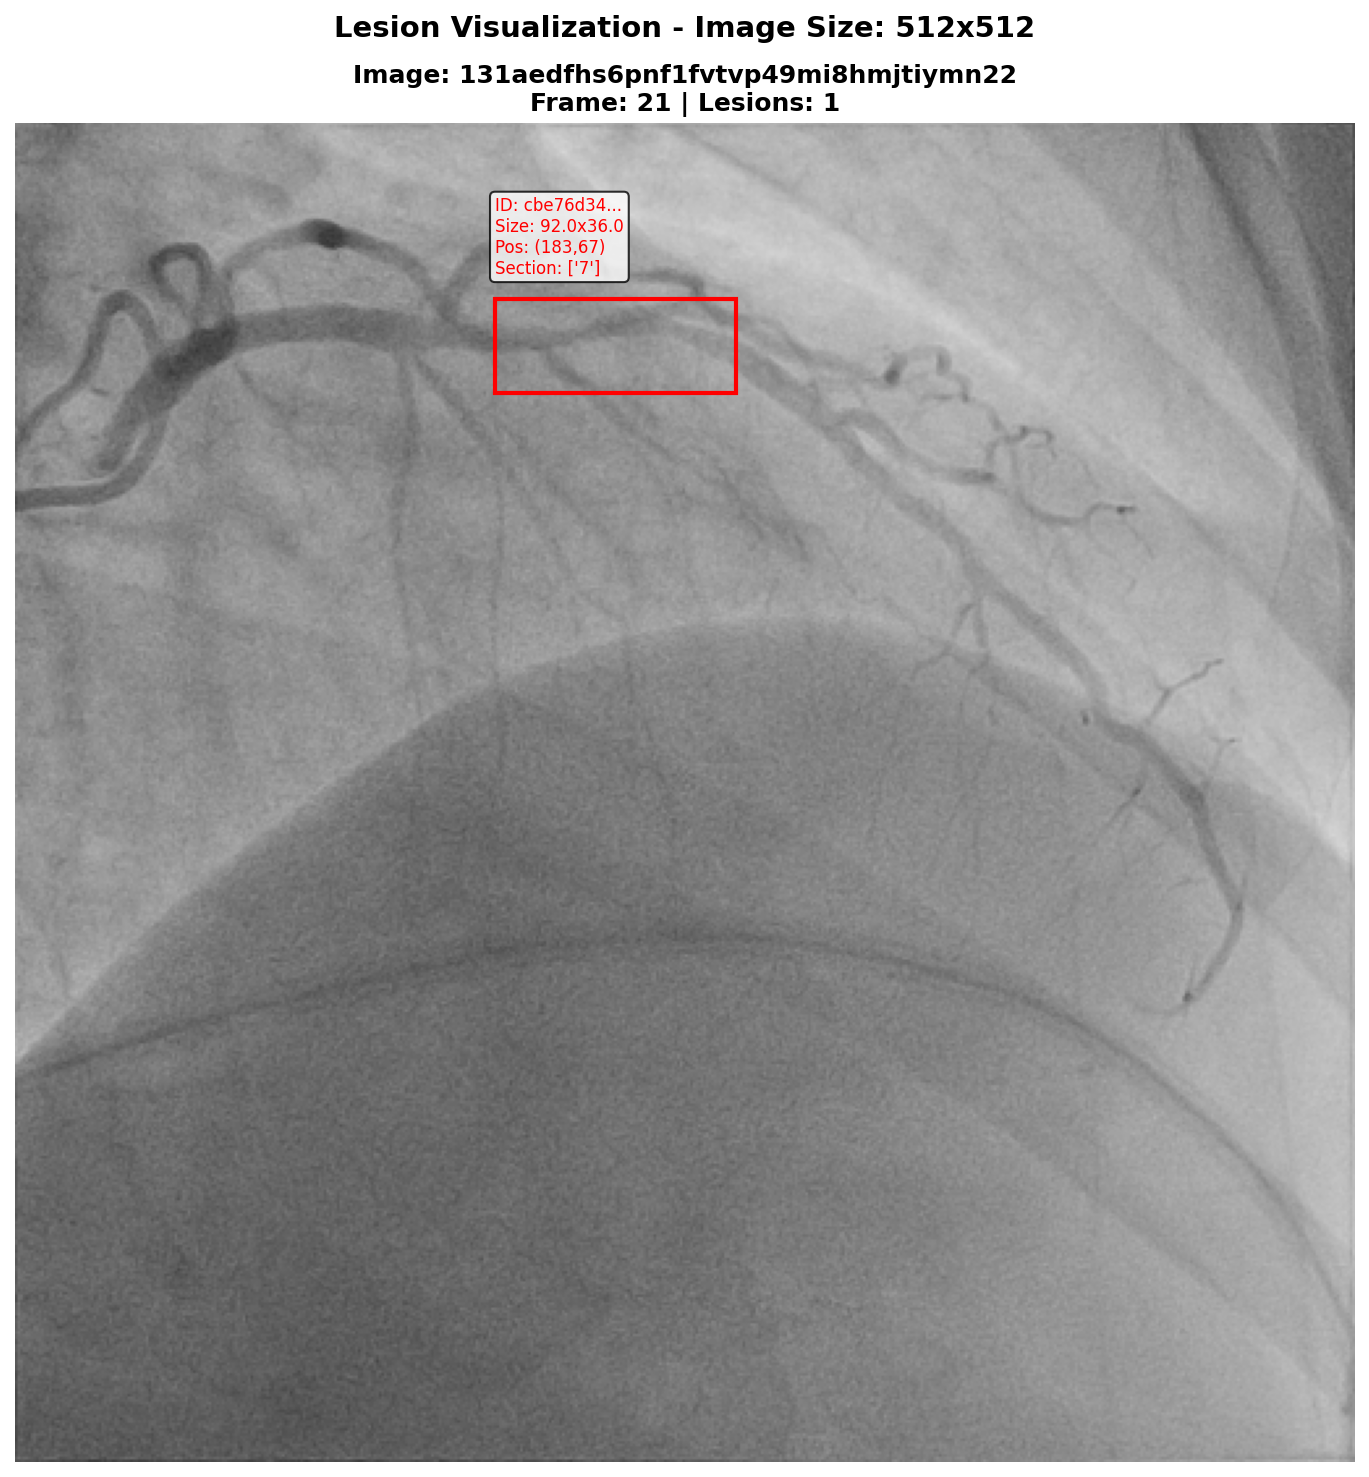 Lesion Visualization - Image Size: 512x512
Image: 131aedfhs6pnf1fvtvp49mi8hmjtiymn22
Frame: 21 | Lesions: 1
ID: cbe76d34...
Size: 92.0x36.0
Pos: (183,67)
Section: ['7']